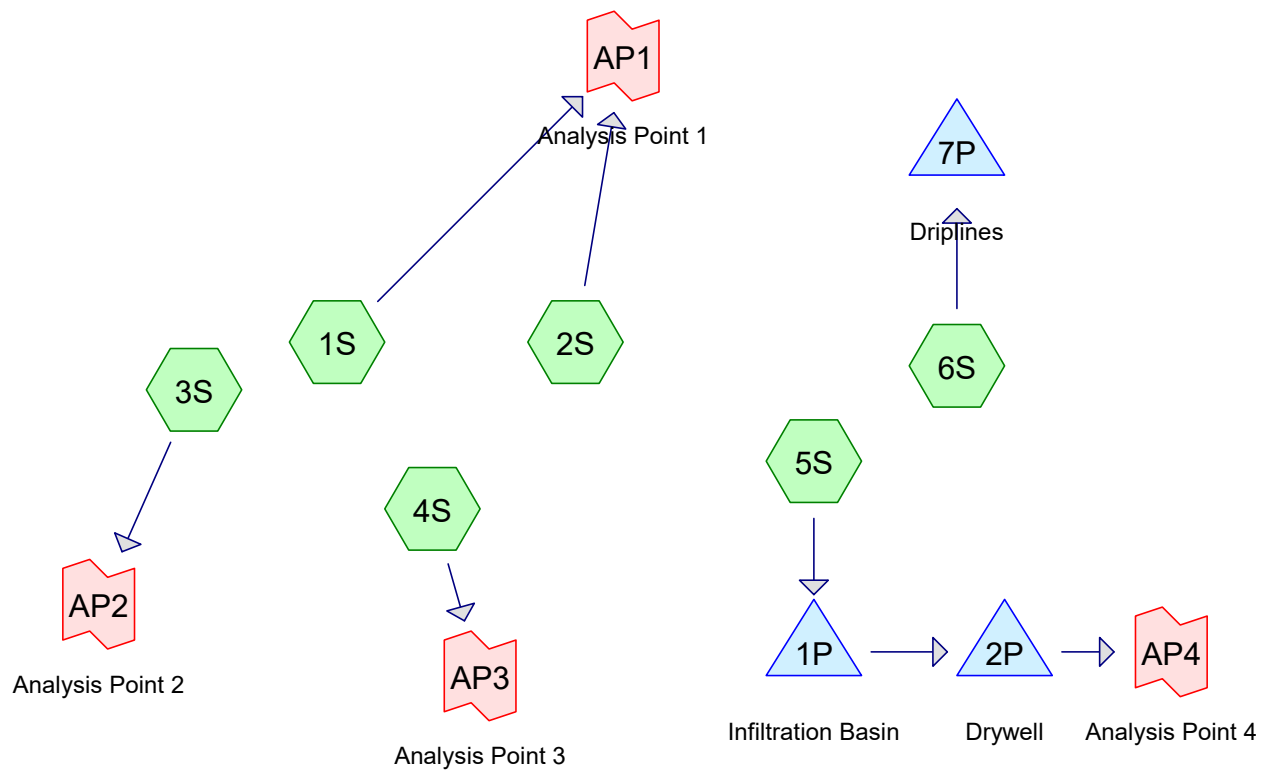 AP1
Analysis Point 1
7P
Driplines
1S
2S
3S
6S
5S
4S
AP2
Analysis Point 2
AP3
Analysis Point 3
1P
Infiltration Basin
2P
Drywell
AP4
Analysis Point 4